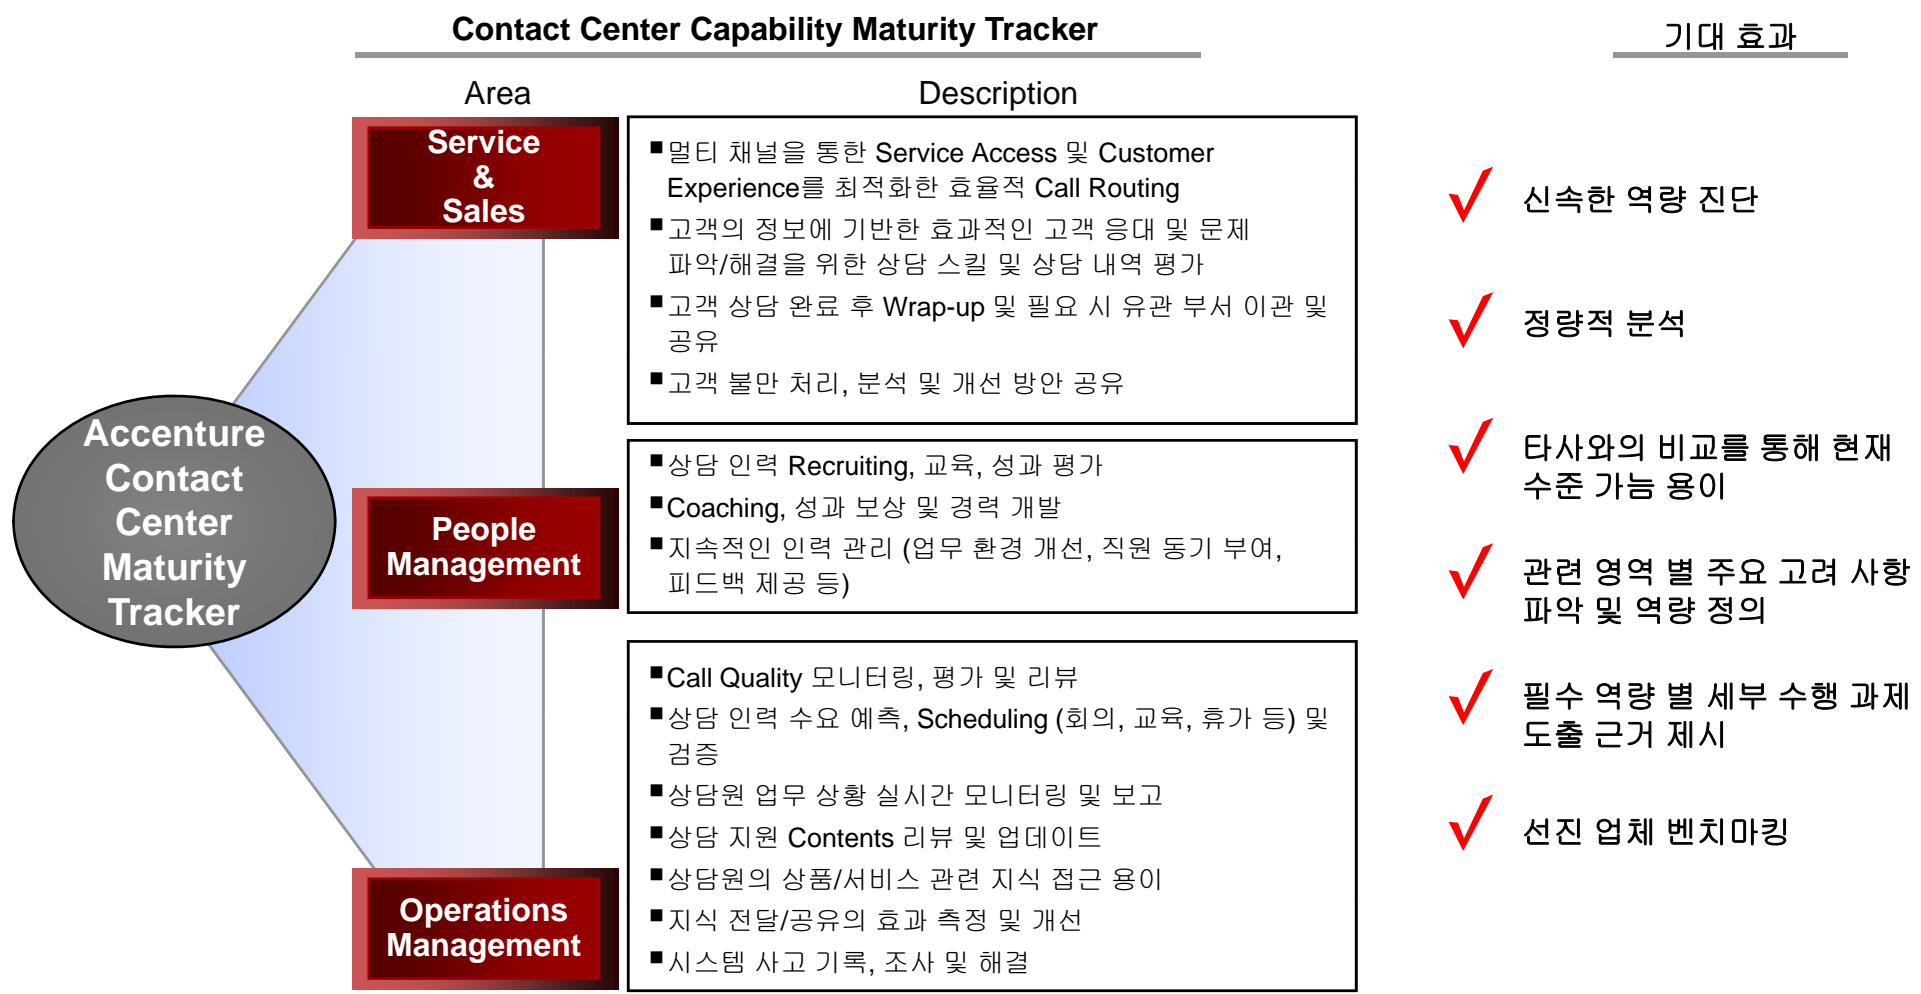 Contact Center Capability Maturity Tracker
기대 효과
Area
Description
Accenture
Contact
Center
Maturity
Tracker
Service
&
Sales
■멀티 채널을 통한 Service Access 및 Customer
Experience를 최적화한 효율적 Call Routing
■고객의 정보에 기반한 효과적인 고객 응대 및 문제
파악/해결을 위한 상담 스킬 및 상담 내역 평가
■고객 상담 완료 후 Wrap-up 및 필요 시 유관 부서 이관 및
공유
■고객 불만 처리, 분석 및 개선 방안 공유
People
Management
■상담 인력 Recruiting, 교육, 성과 평가
■Coaching, 성과 보상 및 경력 개발
■지속적인 인력 관리 (업무 환경 개선, 직원 동기 부여,
피드백 제공 등)
Operations
Management
■Call Quality 모니터링, 평가 및 리뷰
■상담 인력 수요 예측, Scheduling (회의, 교육, 휴가 등) 및
검증
■상담원 업무 상황 실시간 모니터링 및 보고
■상담 지원 Contents 리뷰 및 업데이트
■상담원의 상품/서비스 관련 지식 접근 용이
■지식 전달/공유의 효과 측정 및 개선
■시스템 사고 기록, 조사 및 해결
신속한 역량 진단
정량적 분석
타사와의 비교를 통해 현재
수준 가늠 용이
관련 영역 별 주요 고려 사항
파악 및 역량 정의
필수 역량 별 세부 수행 과제
도출 근거 제시
선진 업체 벤치마킹